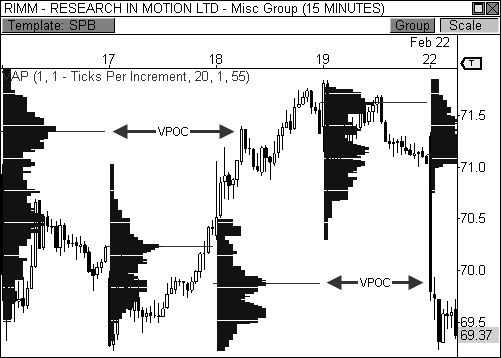 RIMM - RESEARCH IN MOTION LTD - Misc Group (15 MINUTES)
Template: SPB Group Scale
Feb 22
17 18 19 22
AP (1, 1 - Ticks Per Increment, 20, 1, 55)
T
71.5
VPOC
71.0
70.5
70.0
VPOC
69.5
69.37